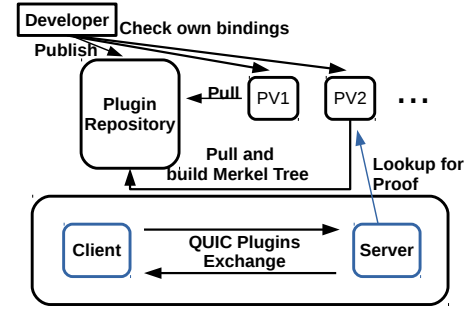 Developer
Check own bindings
Publish
Plugin
Repository
Pull
PV1
PV2
...
Pull and
build Merkel Tree
Lookup for
Proof
Client
QUIC Plugins
Exchange
Server